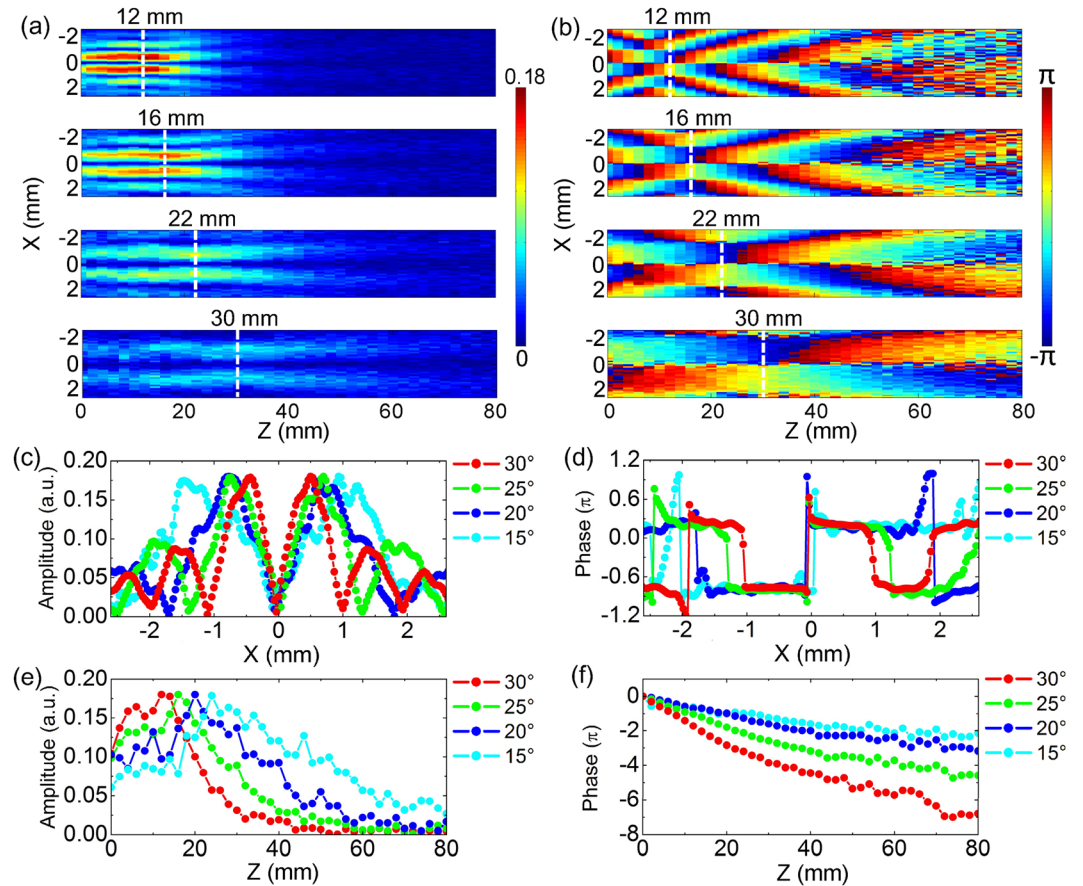 (a)
12 mm
-2
0
2
16 mm
-2
0
2
22 mm
-2
0
2
30 mm
-2
0
2
X (mm)
0 20 40 60 80
Z (mm)
0.18
0
(b)
12 mm
-2
0
2
16 mm
-2
0
2
22 mm
-2
0
2
30 mm
-2
0
2
X (mm)
0 20 40 60 80
Z (mm)
π
-π
(c)
Amplitude (a.u.)
0.20
0.15
0.10
0.05
0.00
-2 -1 0 1 2
X (mm)
30°
25°
20°
15°
(d)
Phase (π)
1.2
0.6
0.0
-0.6
-1.2
-2 -1 0 1 2
X (mm)
30°
25°
20°
15°
(e)
Amplitude (a.u.)
0.20
0.15
0.10
0.05
0.00
0 20 40 60 80
Z (mm)
30°
25°
20°
15°
(f)
Phase (π)
0
-2
-4
-6
-8
0 20 40 60 80
Z (mm)
30°
25°
20°
15°